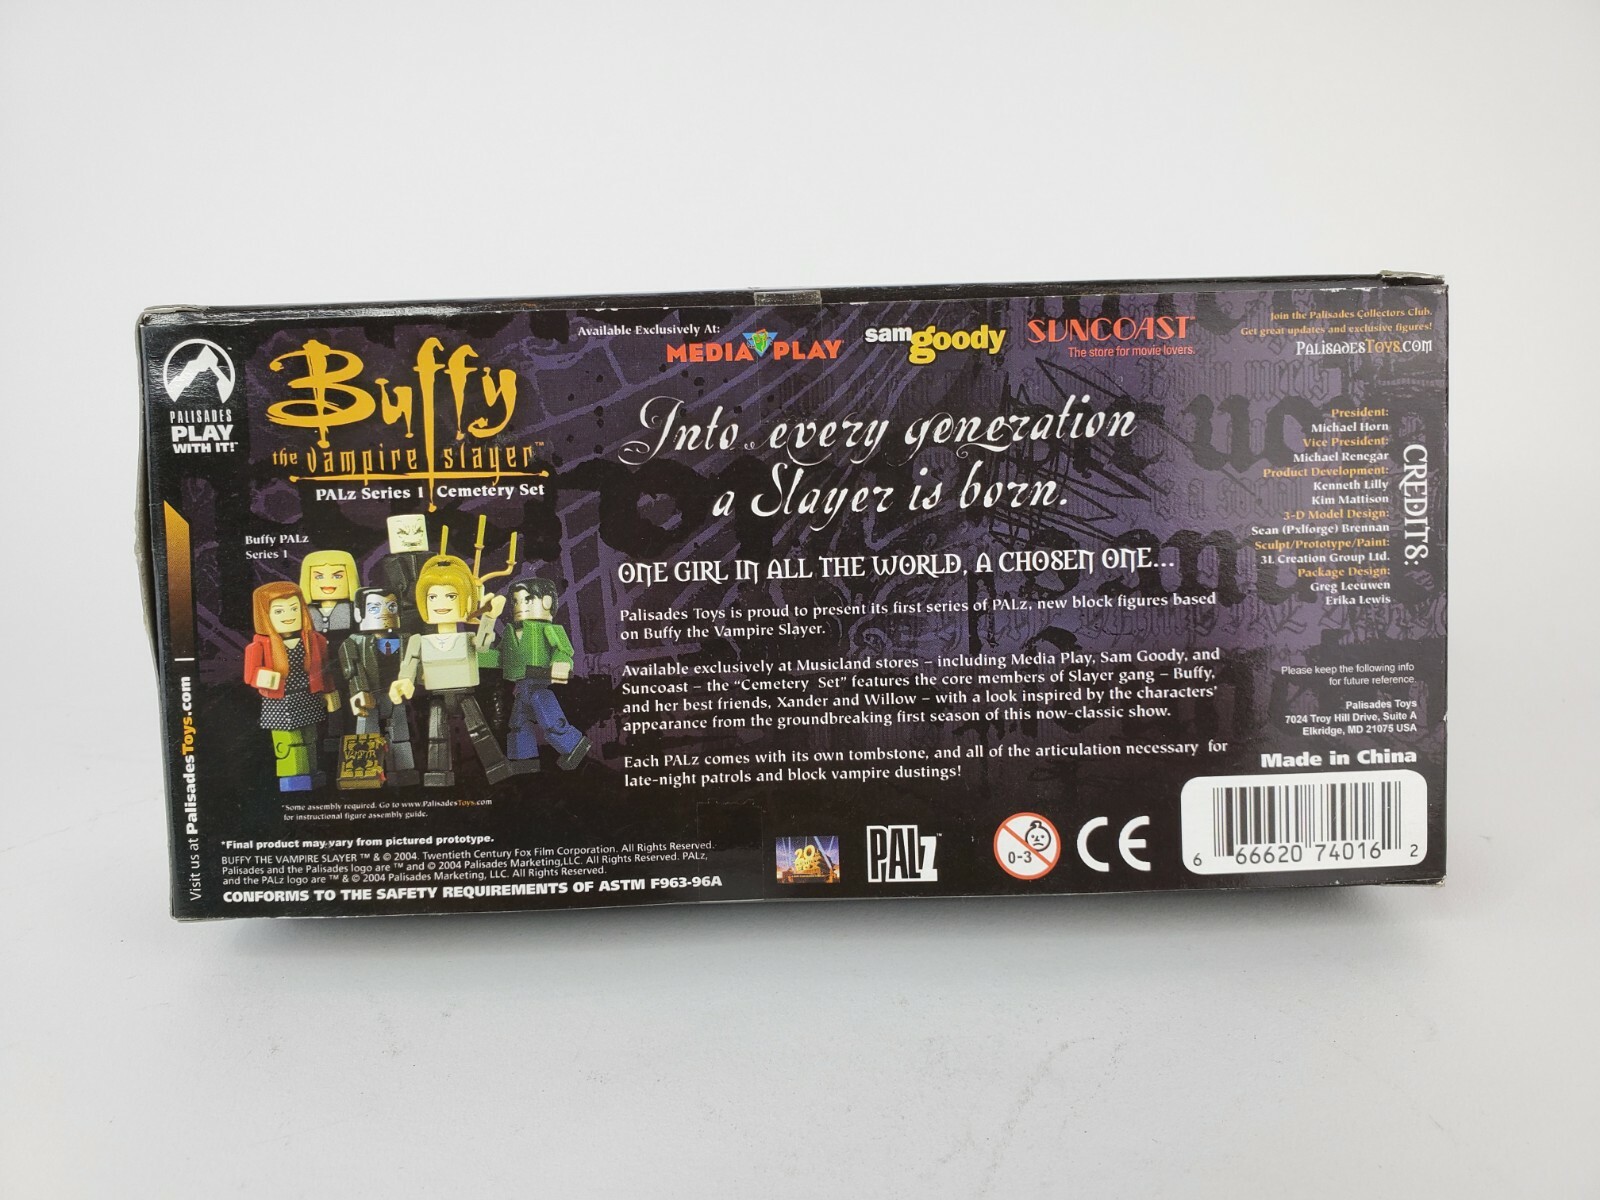 PALISADES
PLAY
WITH IT!™
Visit us at PalisadesToys.com
Buffy
the vampire slayer™
PALz Series 1 Cemetery Set
Buffy PALz
Series 1
*Some assembly required. Go to www.PalisadesToys.com
for instructional figure assembly guide.
*Final product may vary from pictured prototype.
BUFFY THE VAMPIRE SLAYER ™ & © 2004. Twentieth Century Fox Film Corporation. All Rights Reserved.
Palisades and the Palisades logo are ™ and © 2004 Palisades Marketing,LLC. All Rights Reserved. PALz,
and the PALz logo are ™ & © 2004 Palisades Marketing, LLC. All Rights Reserved.
CONFORMS TO THE SAFETY REQUIREMENTS OF ASTM F963-96A
Available Exclusively At:
MEDIA PLAY
sam goody
SUNCOAST
The store for movie lovers.
Join the Palisades Collectors Club.
Get great updates and exclusive figures!
PALISADESTOYS.COM
Into every generation
a Slayer is born.
ONE GIRL IN ALL THE WORLD, A CHOSEN ONE...
Palisades Toys is proud to present its first series of PALz, new block figures based
on Buffy the Vampire Slayer.
Available exclusively at Musicland stores – including Media Play, Sam Goody, and
Suncoast – the “Cemetery Set” features the core members of Slayer gang – Buffy,
and her best friends, Xander and Willow – with a look inspired by the characters’
appearance from the groundbreaking first season of this now-classic show.
Each PALz comes with its own tombstone, and all of the articulation necessary for
late-night patrols and block vampire dustings!
CREDITS:
President:
Michael Horn
Vice President:
Michael Renegar
Product Development:
Kenneth Lilly
Kim Mattison
3-D Model Design:
Sean (Pxlforge) Brennan
Sculpt/Prototype/Paint:
3L Creation Group Ltd.
Package Design:
Greg Leeuwen
Erika Lewis
Please keep the following info
for future reference.
Palisades Toys
7024 Troy Hill Drive, Suite A
Elkridge, MD 21075 USA
Made in China
20
PALz™
0-3
CE
6 66620 74016 2